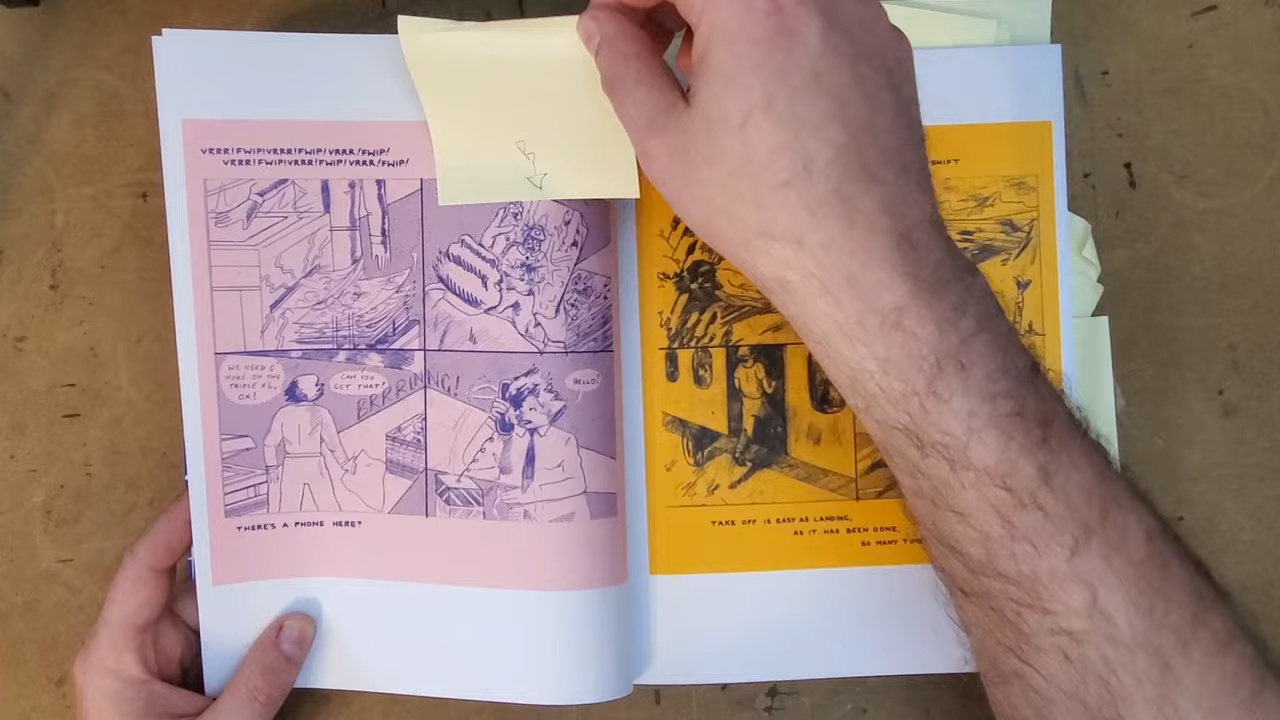 VRRR!FWIP!VRRR!FWIP!VRRR!FWIP!
VRRR!FWIP!VRRR!FWIP!VRRR!FWIP!
WE NEED 5
MORE OF THE
TRIPLE XL,
OK?
CAN YOU
GET THAT?
BRRRINNG!
HELLO?
THERE'S A PHONE HERE?
SHIFT
TAKE OFF IS EASY AS LANDING,
AS IT HAS BEEN DONE,
SO MANY